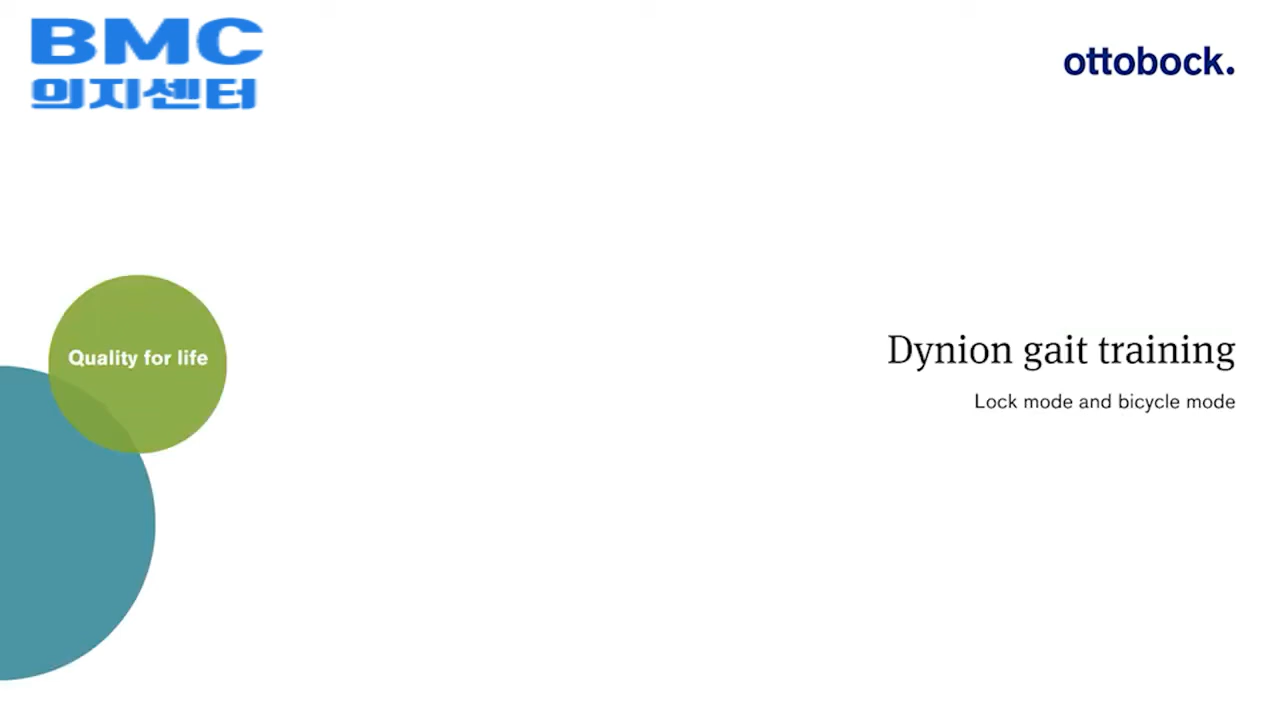 BMC
의지센터
ottobock.
Quality for life
Dynion gait training
Lock mode and bicycle mode